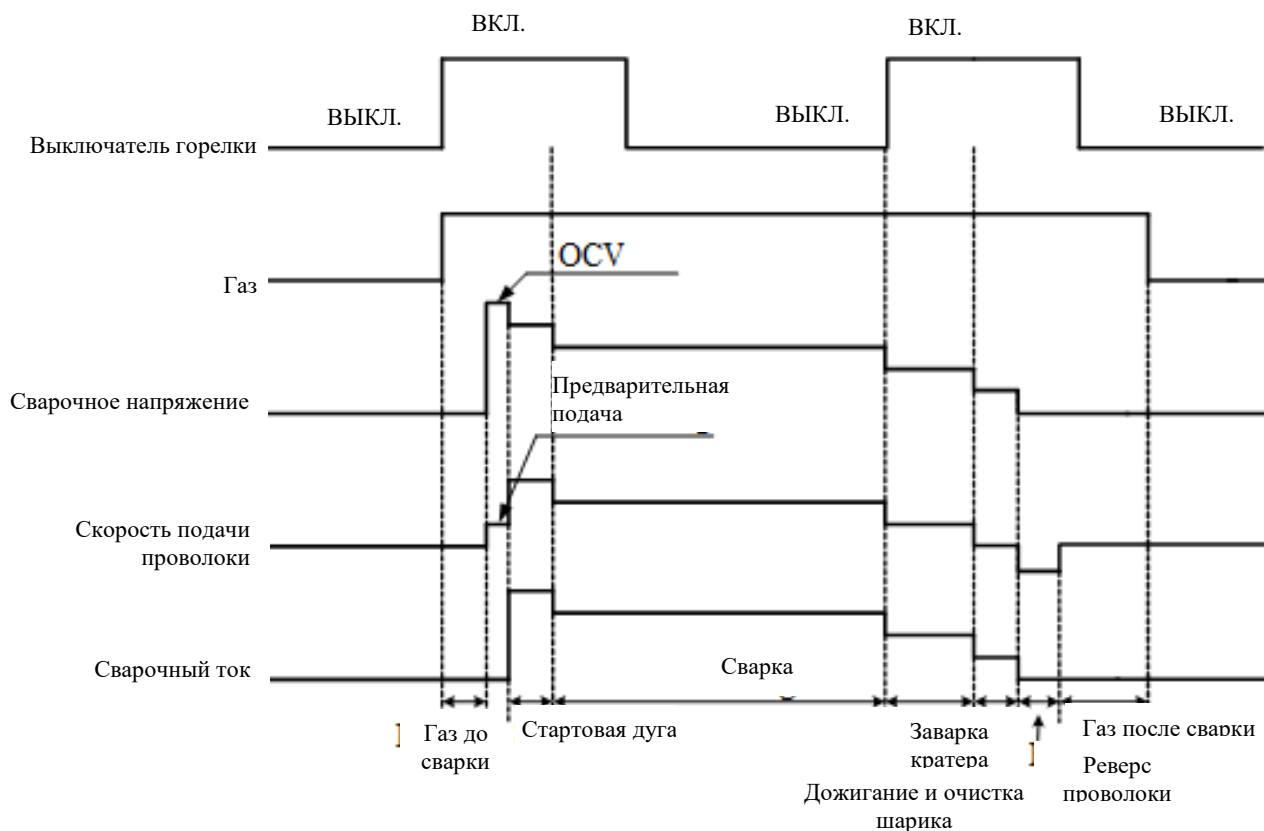 ВКЛ.
ВКЛ.
ВЫКЛ.
ВЫКЛ.
ВЫКЛ.
Выключатель горелки
OCV
Газ
Предварительная
подача
Сварочное напряжение
Скорость подачи
проволоки
Сварочный ток
Сварка
Газ до
сварки
Стартовая дуга
Заварка
кратера
Газ после сварки
Дожигание и очистка
шарика
Реверс
проволоки